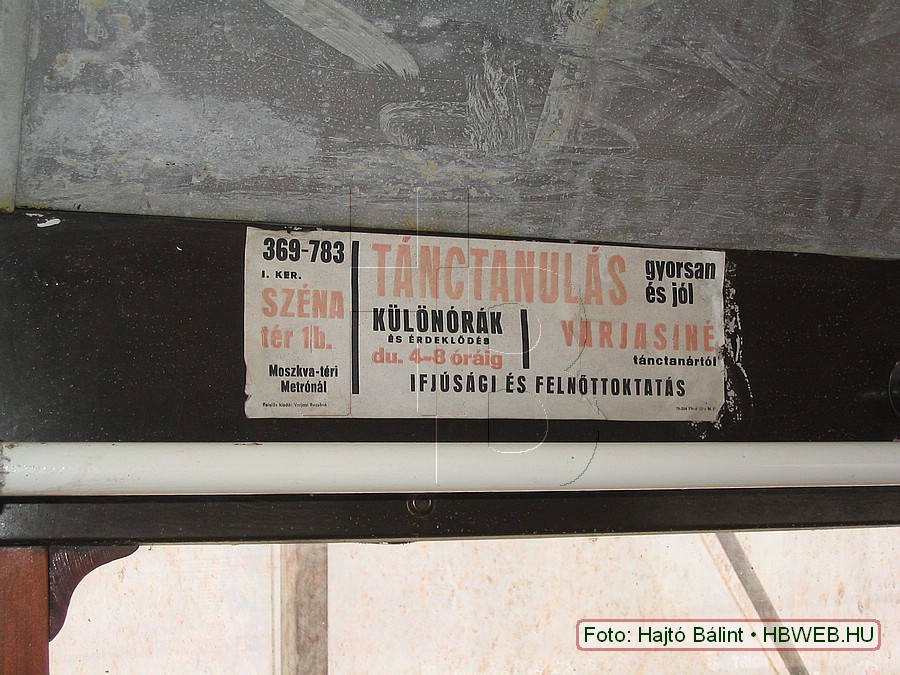 369-783
I. KER.
SZÉNA
tér 1b.
Moszkva-téri
Metrónál
TÁNCTANULÁS
gyorsan
és jól
KÜLÖNÓRÁK
ÉS ÉRDEKLŐDÉS
du. 4-8 óráig
VARJASINÉ
tánctanártól
IFJÚSÁGI ÉS FELNŐTTOKTATÁS
Foto: Hajtó Bálint • HBWEB.HU